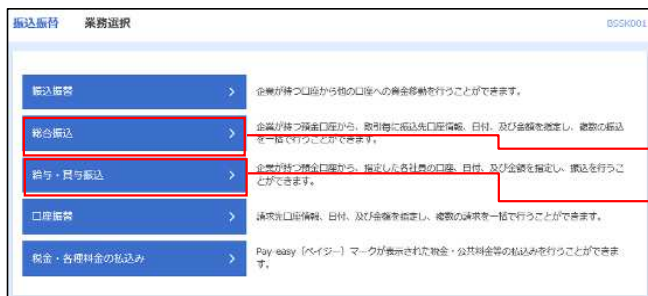 振込振替 業務選択 BSSK001
振込振替 企業が持つ口座から他の口座への資金移動を行うことができます。
総合振込 企業が持つ預金口座から、取引毎に振込先口座情報、日付、及び金額を指定し、複数の振込
を一括で行うことができます。
給与・賞与振込 企業が持つ預金口座から、指定した各社員の口座、日付、及び金額を指定し、振込を行うこ
とができます。
口座振替 請求先口座情報、日付、及び金額を指定し、複数の請求を一括で行うことができます。
税金・各種料金の払込み Pay-easy（ペイジー）マークが表示された税金・公共料金等の払込みを行うことができま
す。